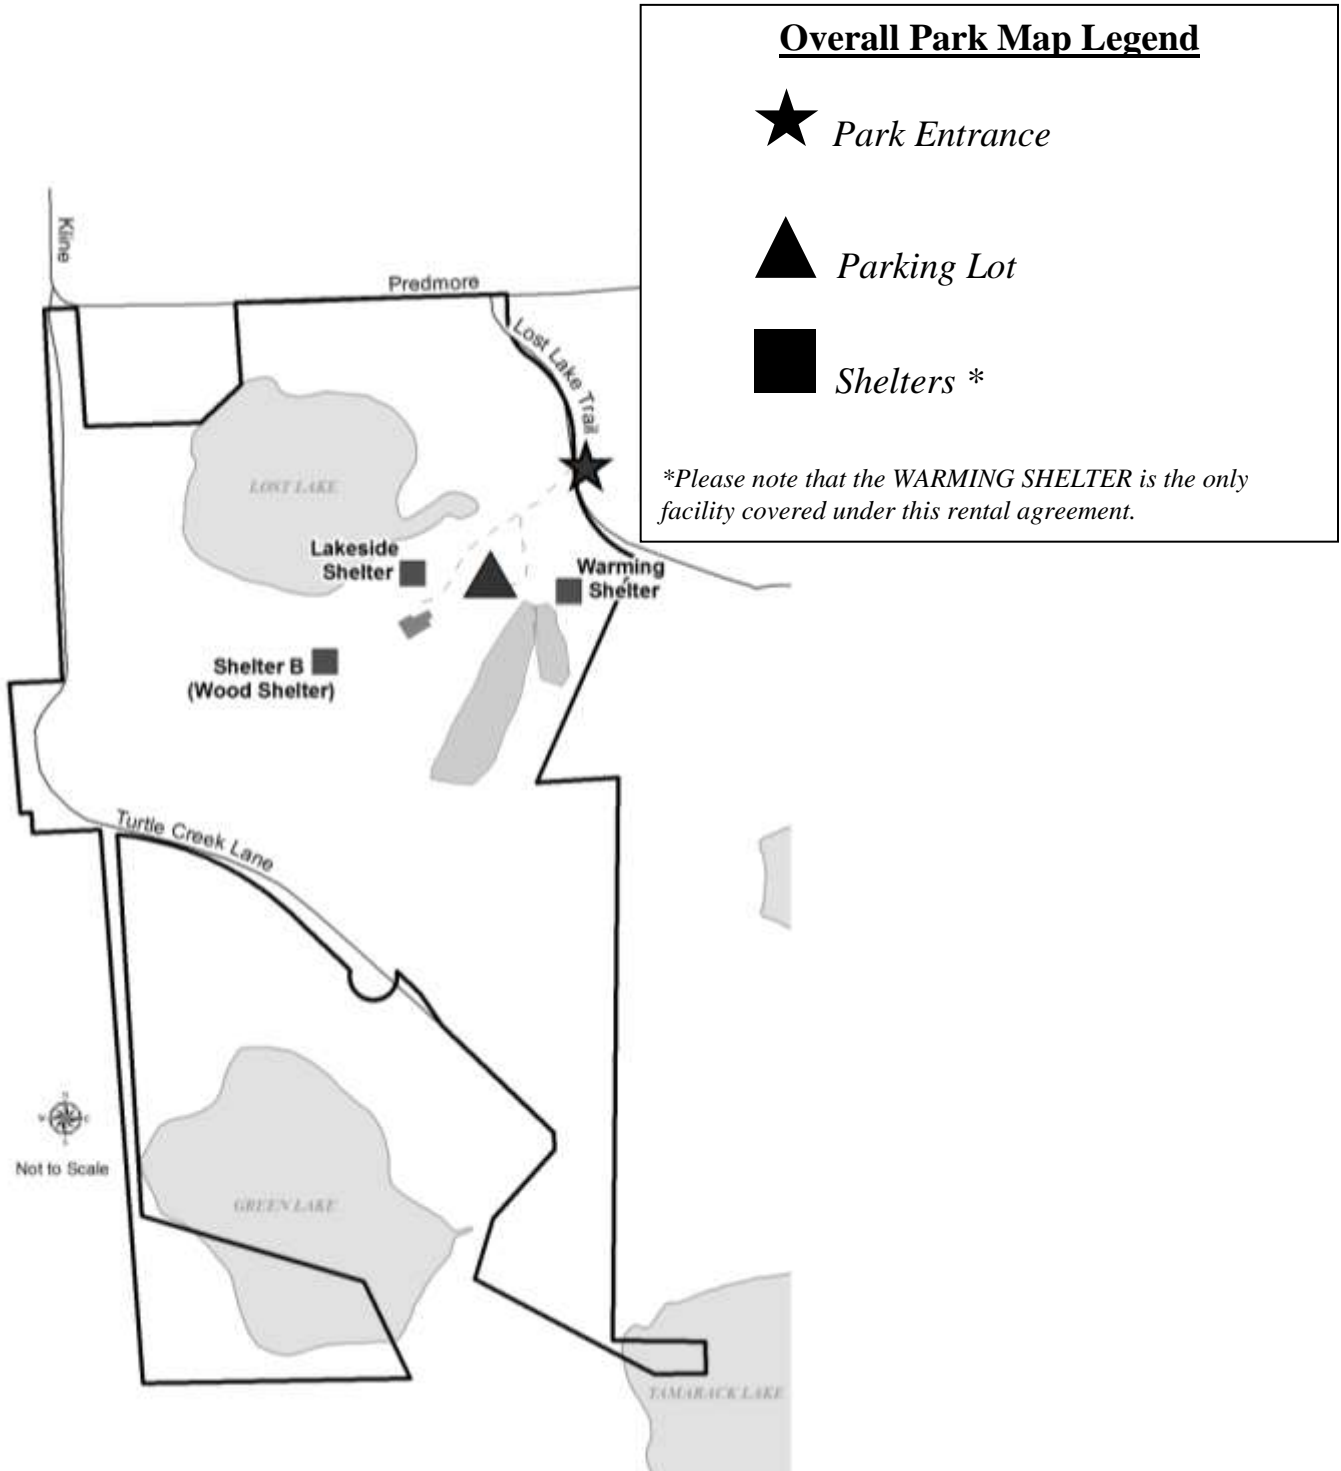 Overall Park Map Legend
Park Entrance
Parking Lot
Shelters *
*Please note that the WARMING SHELTER is the only
facility covered under this rental agreement.
Kline
Predmore
Lost Lake Trail
LOST LAKE
Lakeside
Shelter
Warming
Shelter
Shelter B
(Wood Shelter)
Turtle Creek Lane
Not to Scale
GREEN LAKE
TAMARACK LAKE